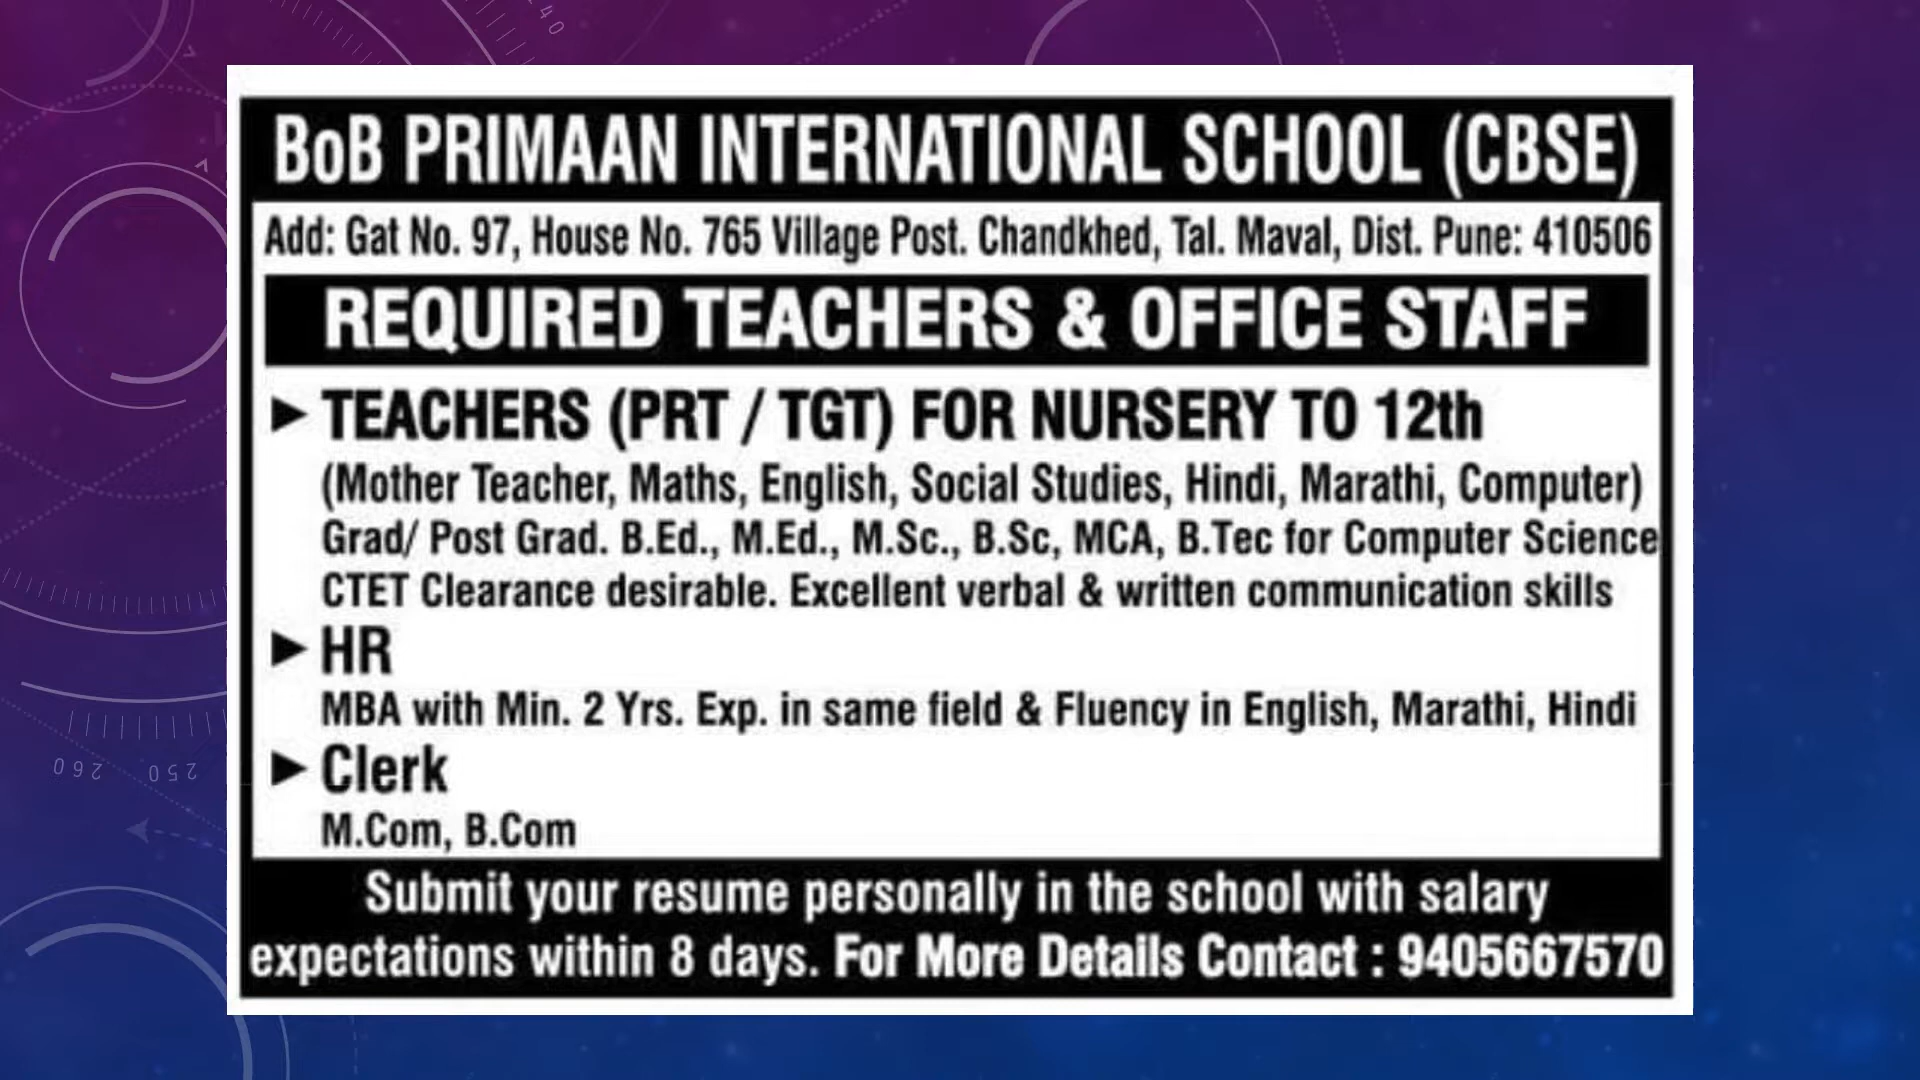 BoB PRIMAAN INTERNATIONAL SCHOOL (CBSE)
Add: Gat No. 97, House No. 765 Village Post. Chandkhed, Tal. Maval, Dist. Pune: 410506
REQUIRED TEACHERS & OFFICE STAFF
► TEACHERS (PRT / TGT) FOR NURSERY TO 12th
(Mother Teacher, Maths, English, Social Studies, Hindi, Marathi, Computer)
Grad/ Post Grad. B.Ed., M.Ed., M.Sc., B.Sc, MCA, B.Tec for Computer Science
CTET Clearance desirable. Excellent verbal & written communication skills
► HR
MBA with Min. 2 Yrs. Exp. in same field & Fluency in English, Marathi, Hindi
► Clerk
M.Com, B.Com
Submit your resume personally in the school with salary
expectations within 8 days. For More Details Contact : 9405667570
260 250
40